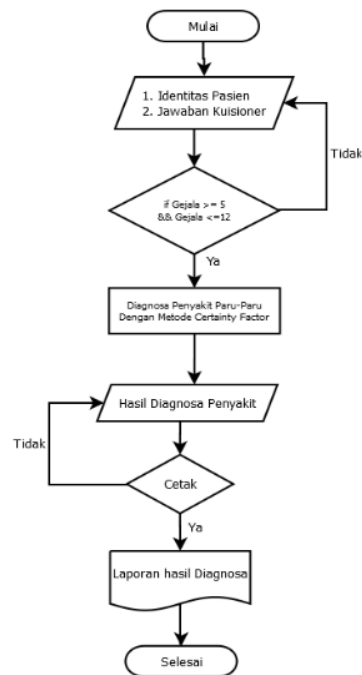 Mulai
1. Identitas Pasien
2. Jawaban Kuisioner
Tidak
if Gejala >= 5
&& Gejala <=12
Ya
Diagnosa Penyakit Paru-Paru
Dengan Metode Certainty Factor
Hasil Diagnosa Penyakit
Tidak
Cetak
Ya
Laporan hasil Diagnosa
Selesai